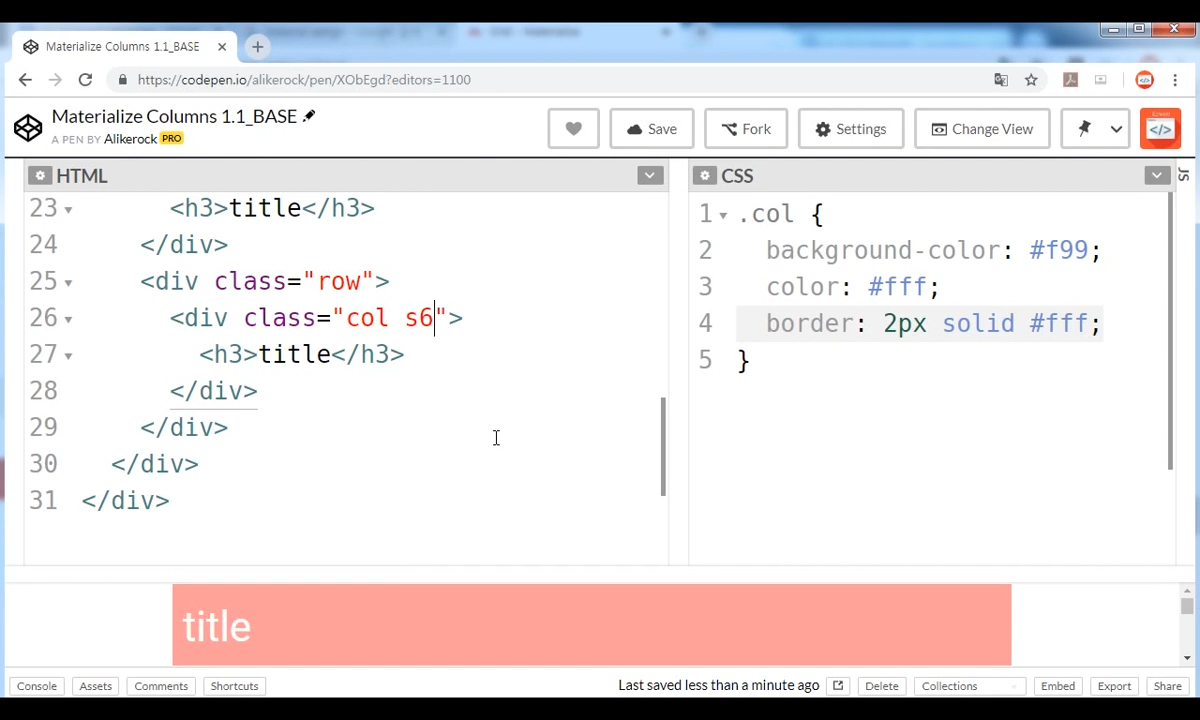 Materialize Columns 1.1_BASE
https://codepen.io/alikerock/pen/XObEgd?editors=1100
Materialize Columns 1.1_BASE
A PEN BY Alikerock PRO
Save
Fork
Settings
Change View
</>
HTML
23 <h3>title</h3>
24 </div>
25 <div class="row">
26 <div class="col s6">
27 <h3>title</h3>
28 </div>
29 </div>
30 </div>
31 </div>
CSS
1 .col {
2 background-color: #f99;
3 color: #fff;
4 border: 2px solid #fff;
5 }
JS
title
Console Assets Comments Shortcuts
Last saved less than a minute ago
Delete Collections Embed Export Share